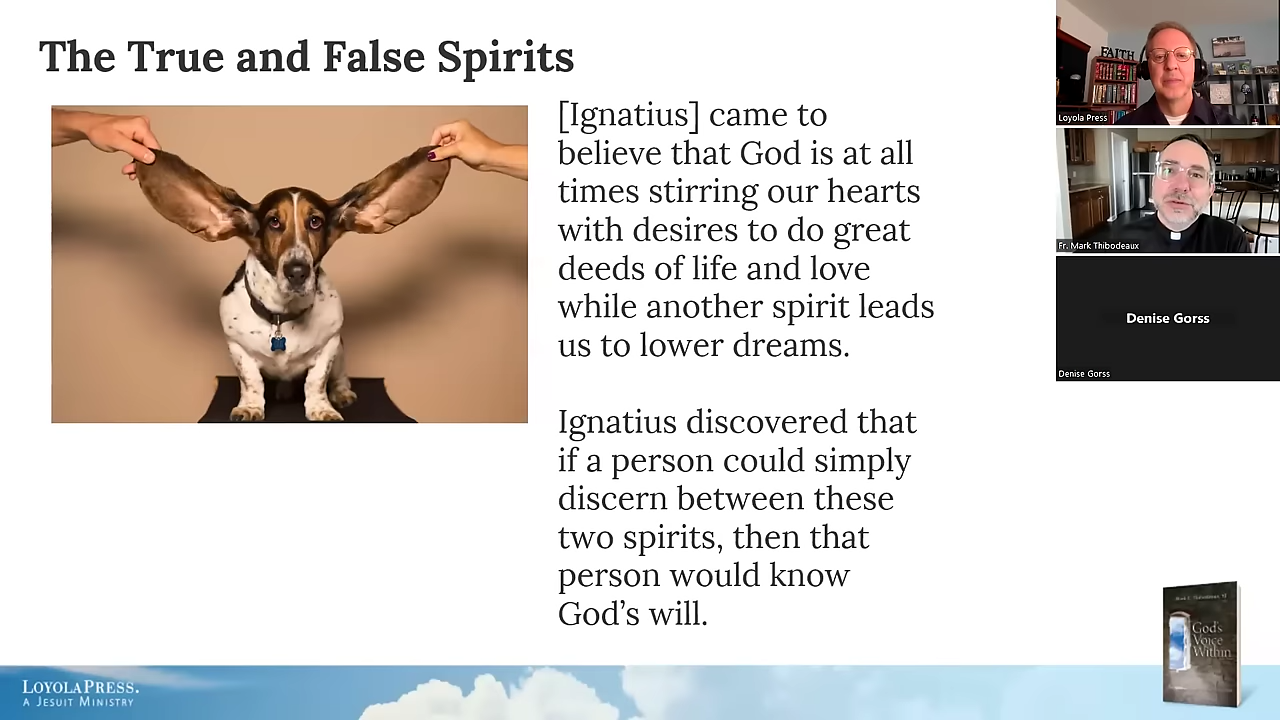 The True and False Spirits
[Ignatius] came to
believe that God is at all
times stirring our hearts
with desires to do great
deeds of life and love
while another spirit leads
us to lower dreams.
Ignatius discovered that
if a person could simply
discern between these
two spirits, then that
person would know
God's will.
FAITH
Loyola Press
Fr. Mark Thibodeaux
Denise Gorss
Denise Gorss
God's
Voice
Within
LOYOLAPRESS.
A JESUIT MINISTRY